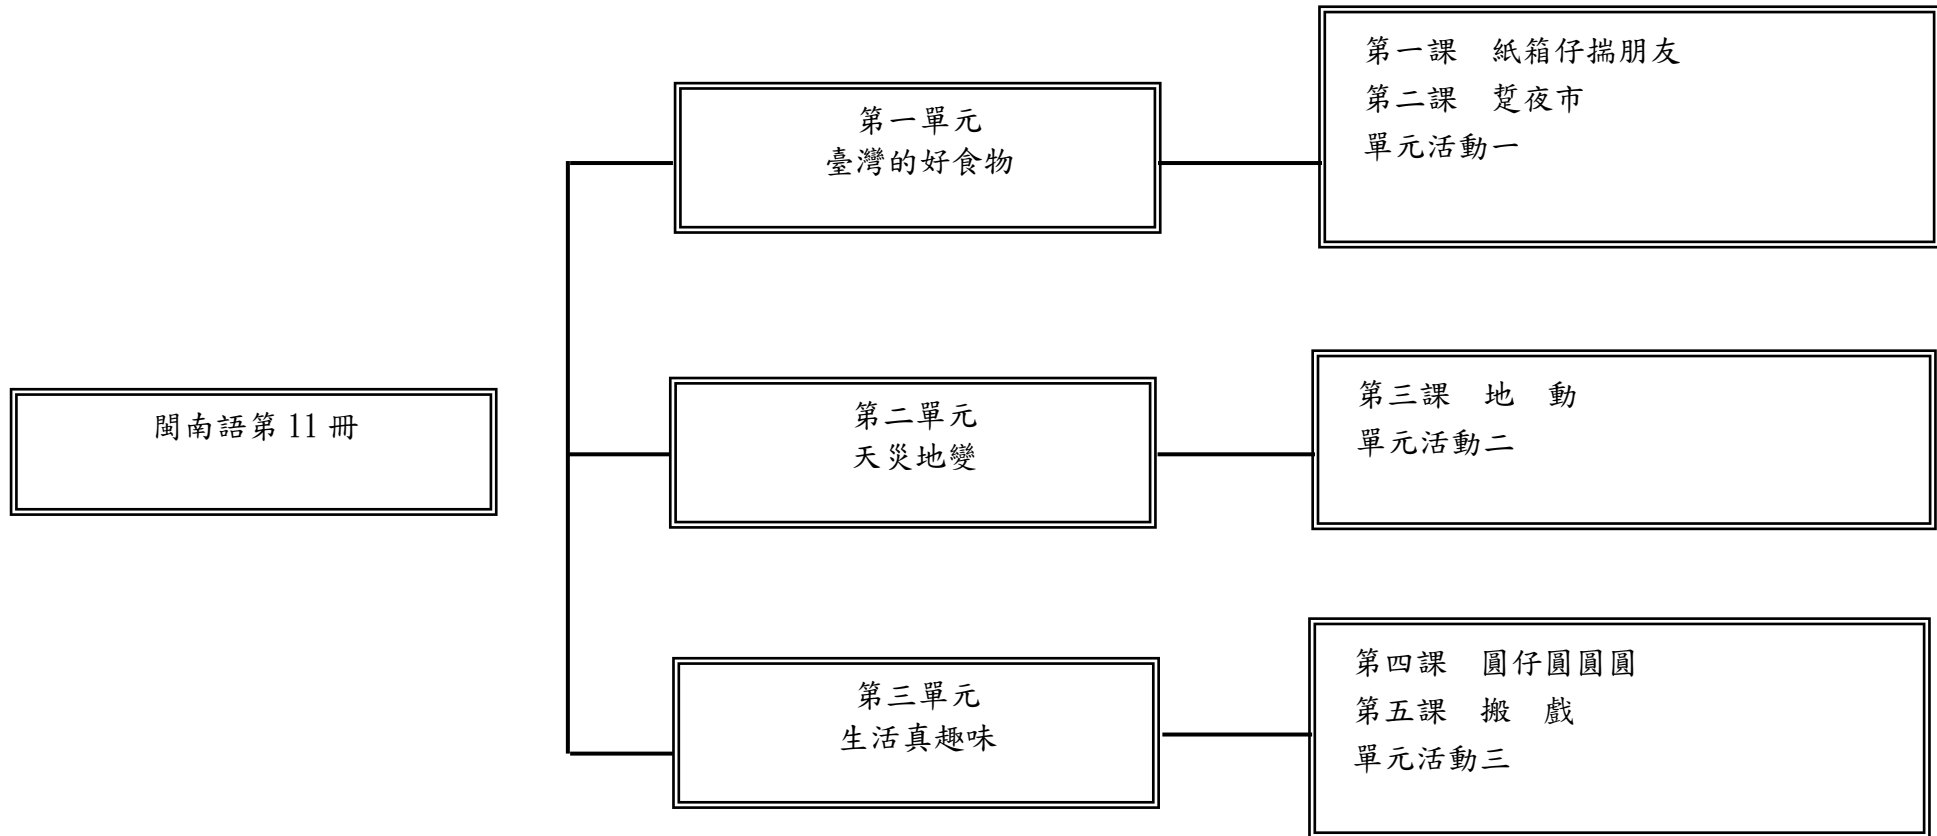 閩南語第 11 冊
第一單元
臺灣的好食物
第一課　紙箱仔揣朋友
第二課　踅夜市
單元活動一
第二單元
天災地變
第三課　地　動
單元活動二
第三單元
生活真趣味
第四課　圓仔圓圓圓
第五課　搬　戲
單元活動三